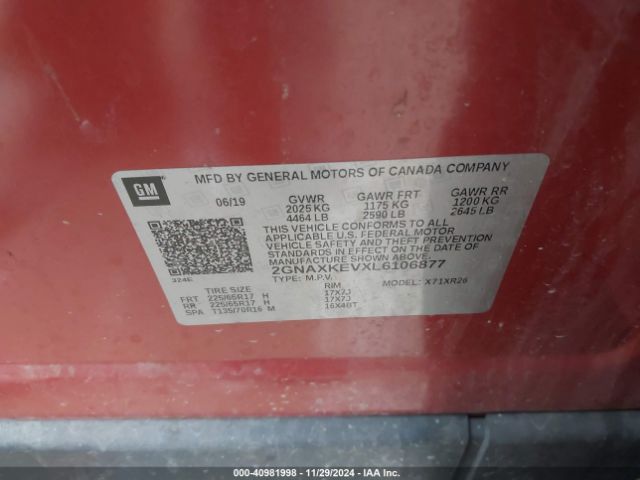 MFD BY GENERAL MOTORS OF CANADA COMPANY
GM
06/19 GVWR GAWR FRT GAWR RR
2025 KG 1175 KG 1200 KG
4464 LB 2590 LB 2645 LB
THIS VEHICLE CONFORMS TO ALL
APPLICABLE U.S. FEDERAL MOTOR
VEHICLE SAFETY AND THEFT PREVENTION
STANDARDS IN EFFECT ON THE DATE OF
MANUFACTURE SHOWN ABOVE.
2GNAXKEVXL6106877
324E
TYPE: M.P.V. MODEL: X71XR26
TIRE SIZE RIM
FRT 225/65R17 H 17X7J
RR 225/65R17 H 17X7J
SPA T135/70R16 M 16X4BT
000-40981998 - 11/29/2024 - IAA Inc.